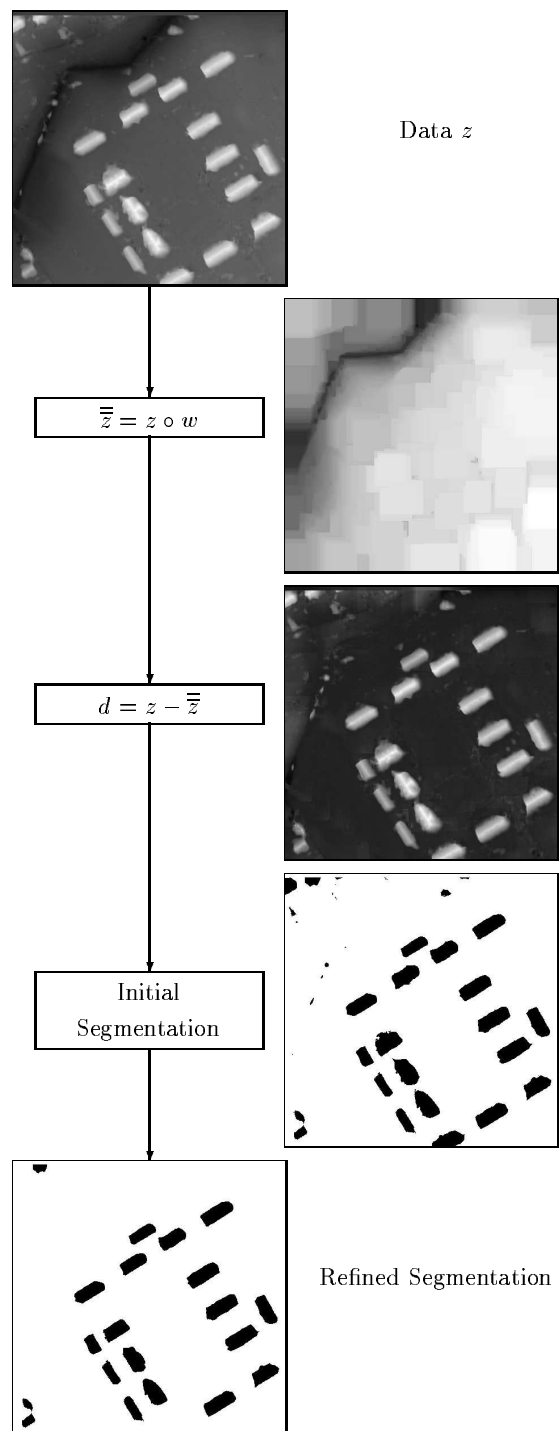 Data z
z̿ = z ∘ w
d = z − z̿
Initial
Segmentation
Refined Segmentation